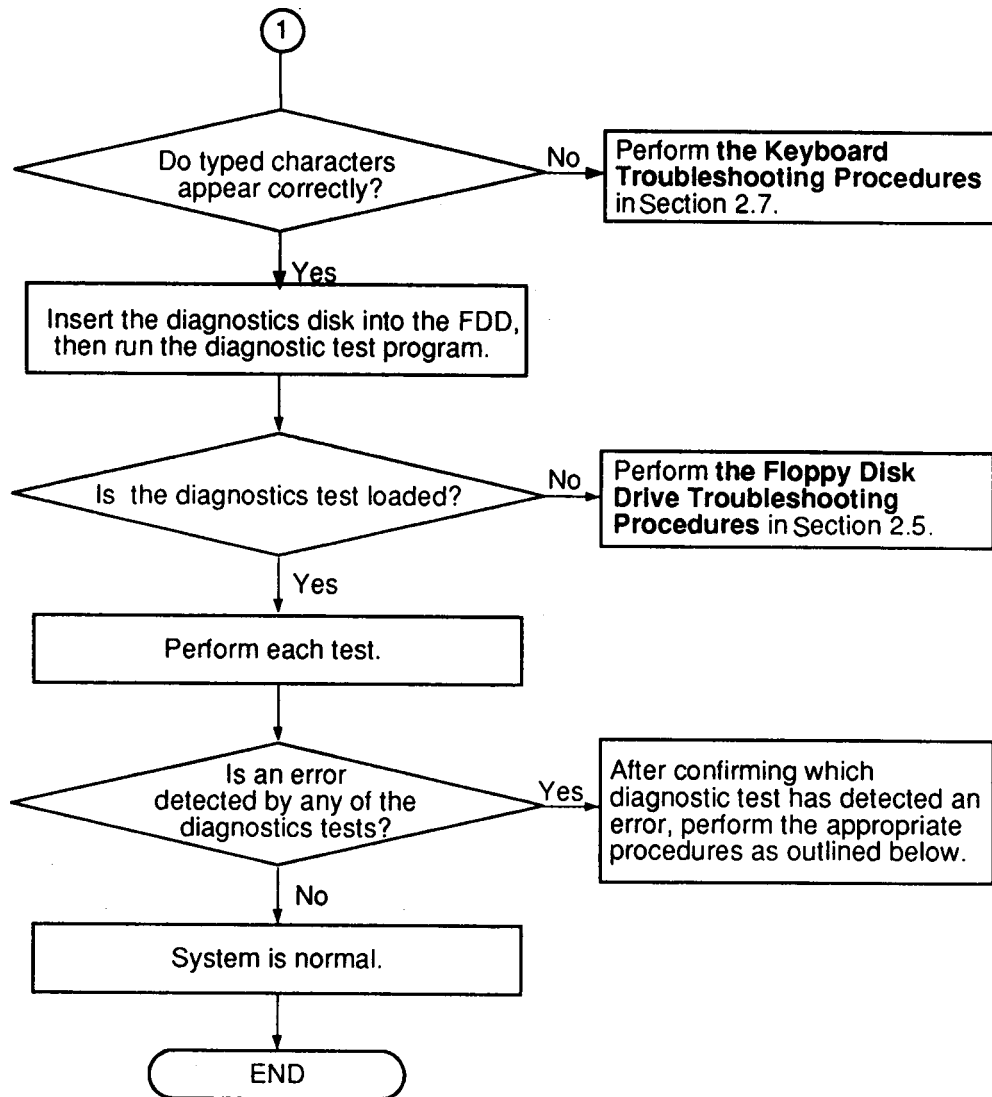 1
Do typed characters
appear correctly?
No
Perform the Keyboard
Troubleshooting Procedures
in Section 2.7.
Yes
Insert the diagnostics disk into the FDD,
then run the diagnostic test program.
Is the diagnostics test loaded?
No
Perform the Floppy Disk
Drive Troubleshooting
Procedures in Section 2.5.
Yes
Perform each test.
Is an error
detected by any of the
diagnostics tests?
Yes
After confirming which
diagnostic test has detected an
error, perform the appropriate
procedures as outlined below.
No
System is normal.
END